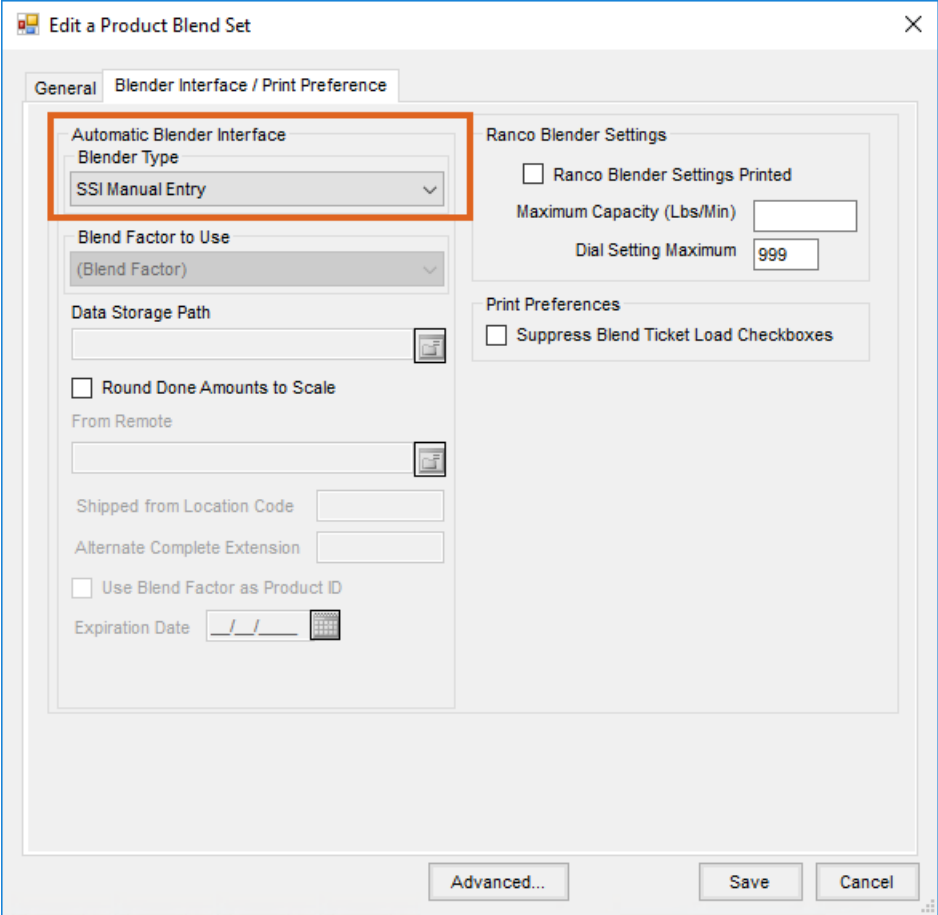 Edit a Product Blend Set
General
Blender Interface / Print Preference
Automatic Blender Interface
Blender Type
SSI Manual Entry
Blend Factor to Use
(Blend Factor)
Data Storage Path
Round Done Amounts to Scale
From Remote
Shipped from Location Code
Alternate Complete Extension
Use Blend Factor as Product ID
Expiration Date __/__/____
Ranco Blender Settings
Ranco Blender Settings Printed
Maximum Capacity (Lbs/Min)
Dial Setting Maximum 999
Print Preferences
Suppress Blend Ticket Load Checkboxes
Advanced... Save Cancel